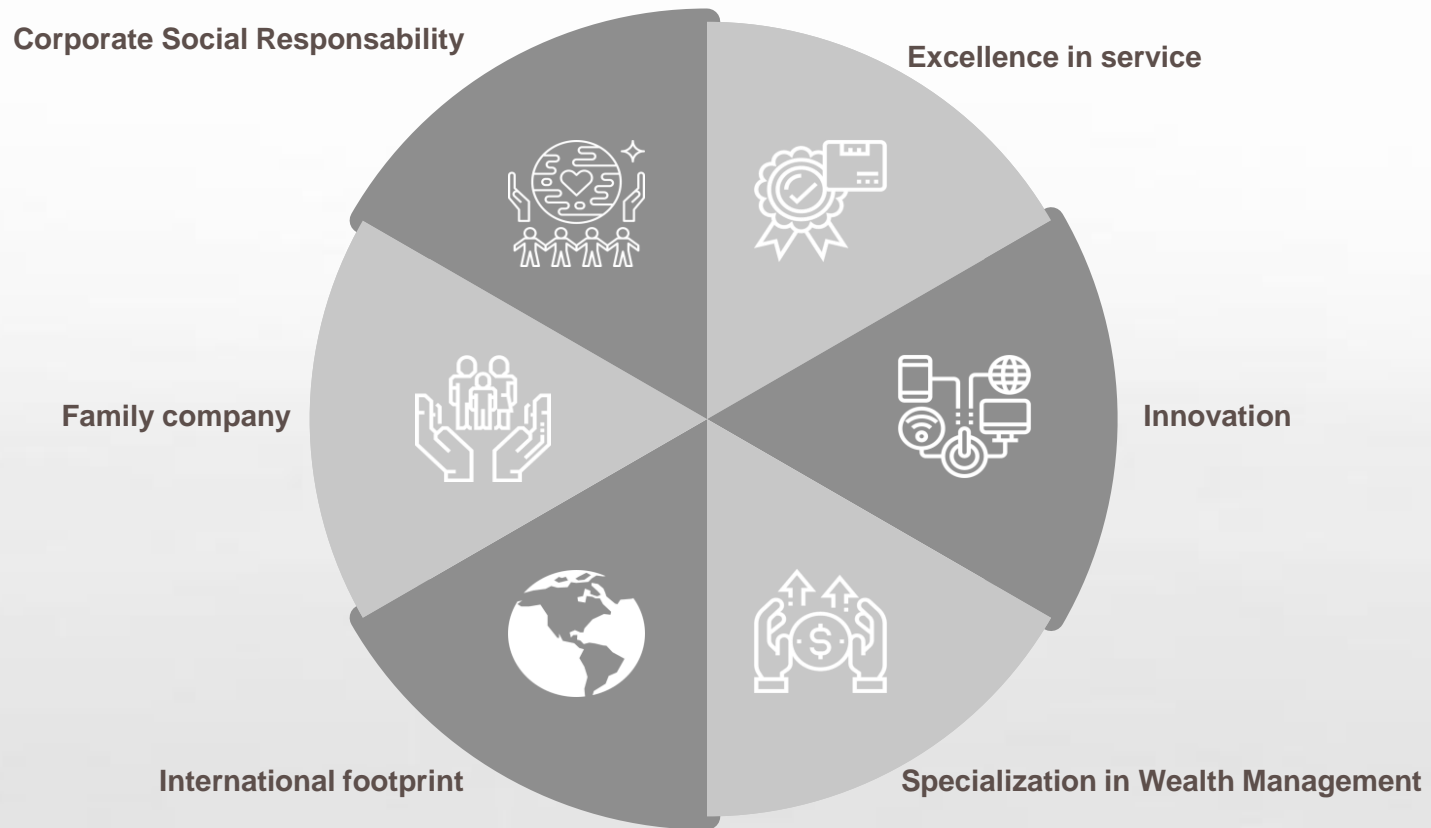 Corporate Social Responsability
Excellence in service
Family company
Innovation
International footprint
Specialization in Wealth Management